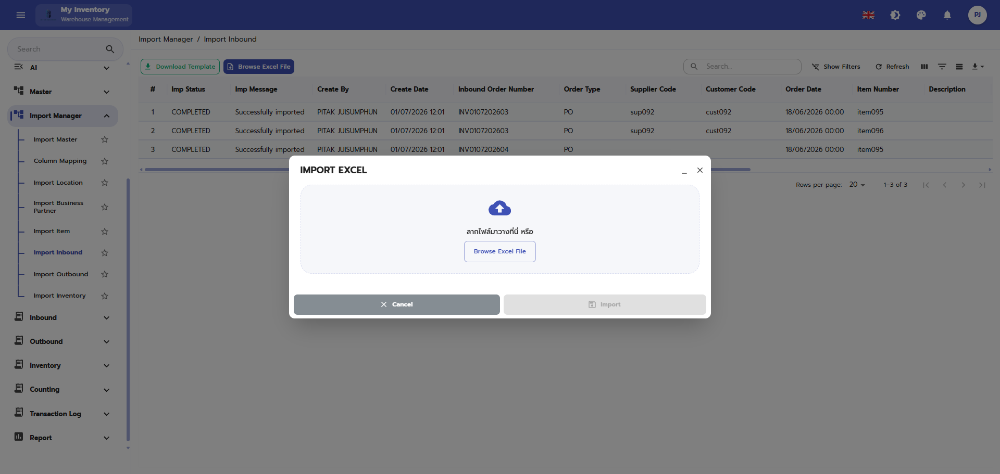 My Inventory
Warehouse Management
PJ
Search
AI
Master
Import Manager
Import Master
Column Mapping
Import Location
Import Business
Partner
Import Item
Import Inbound
Import Outbound
Import Inventory
Inbound
Outbound
Inventory
Counting
Transaction Log
Report
Import Manager / Import Inbound
Download Template Browse Excel File Search... Show Filters Refresh
# Imp Status Imp Message Create By Create Date Inbound Order Number Order Type Supplier Code Customer Code Order Date Item Number Description
1 COMPLETED Successfully imported PITAK JUISUMPHUN 01/07/2026 12:01 INV0107202603 PO sup092 cust092 18/06/2026 00:00 item095
2 COMPLETED Successfully imported PITAK JUISUMPHUN 01/07/2026 12:01 INV0107202603 PO sup092 cust092 18/06/2026 00:00 item096
3 COMPLETED Successfully imported PITAK JUISUMPHUN 01/07/2026 12:01 INV0107202604 PO 18/06/2026 00:00 item095
Rows per page: 20 1–3 of 3
IMPORT EXCEL
ลากไฟล์มาวางที่นี่ หรือ
Browse Excel File
Cancel Import